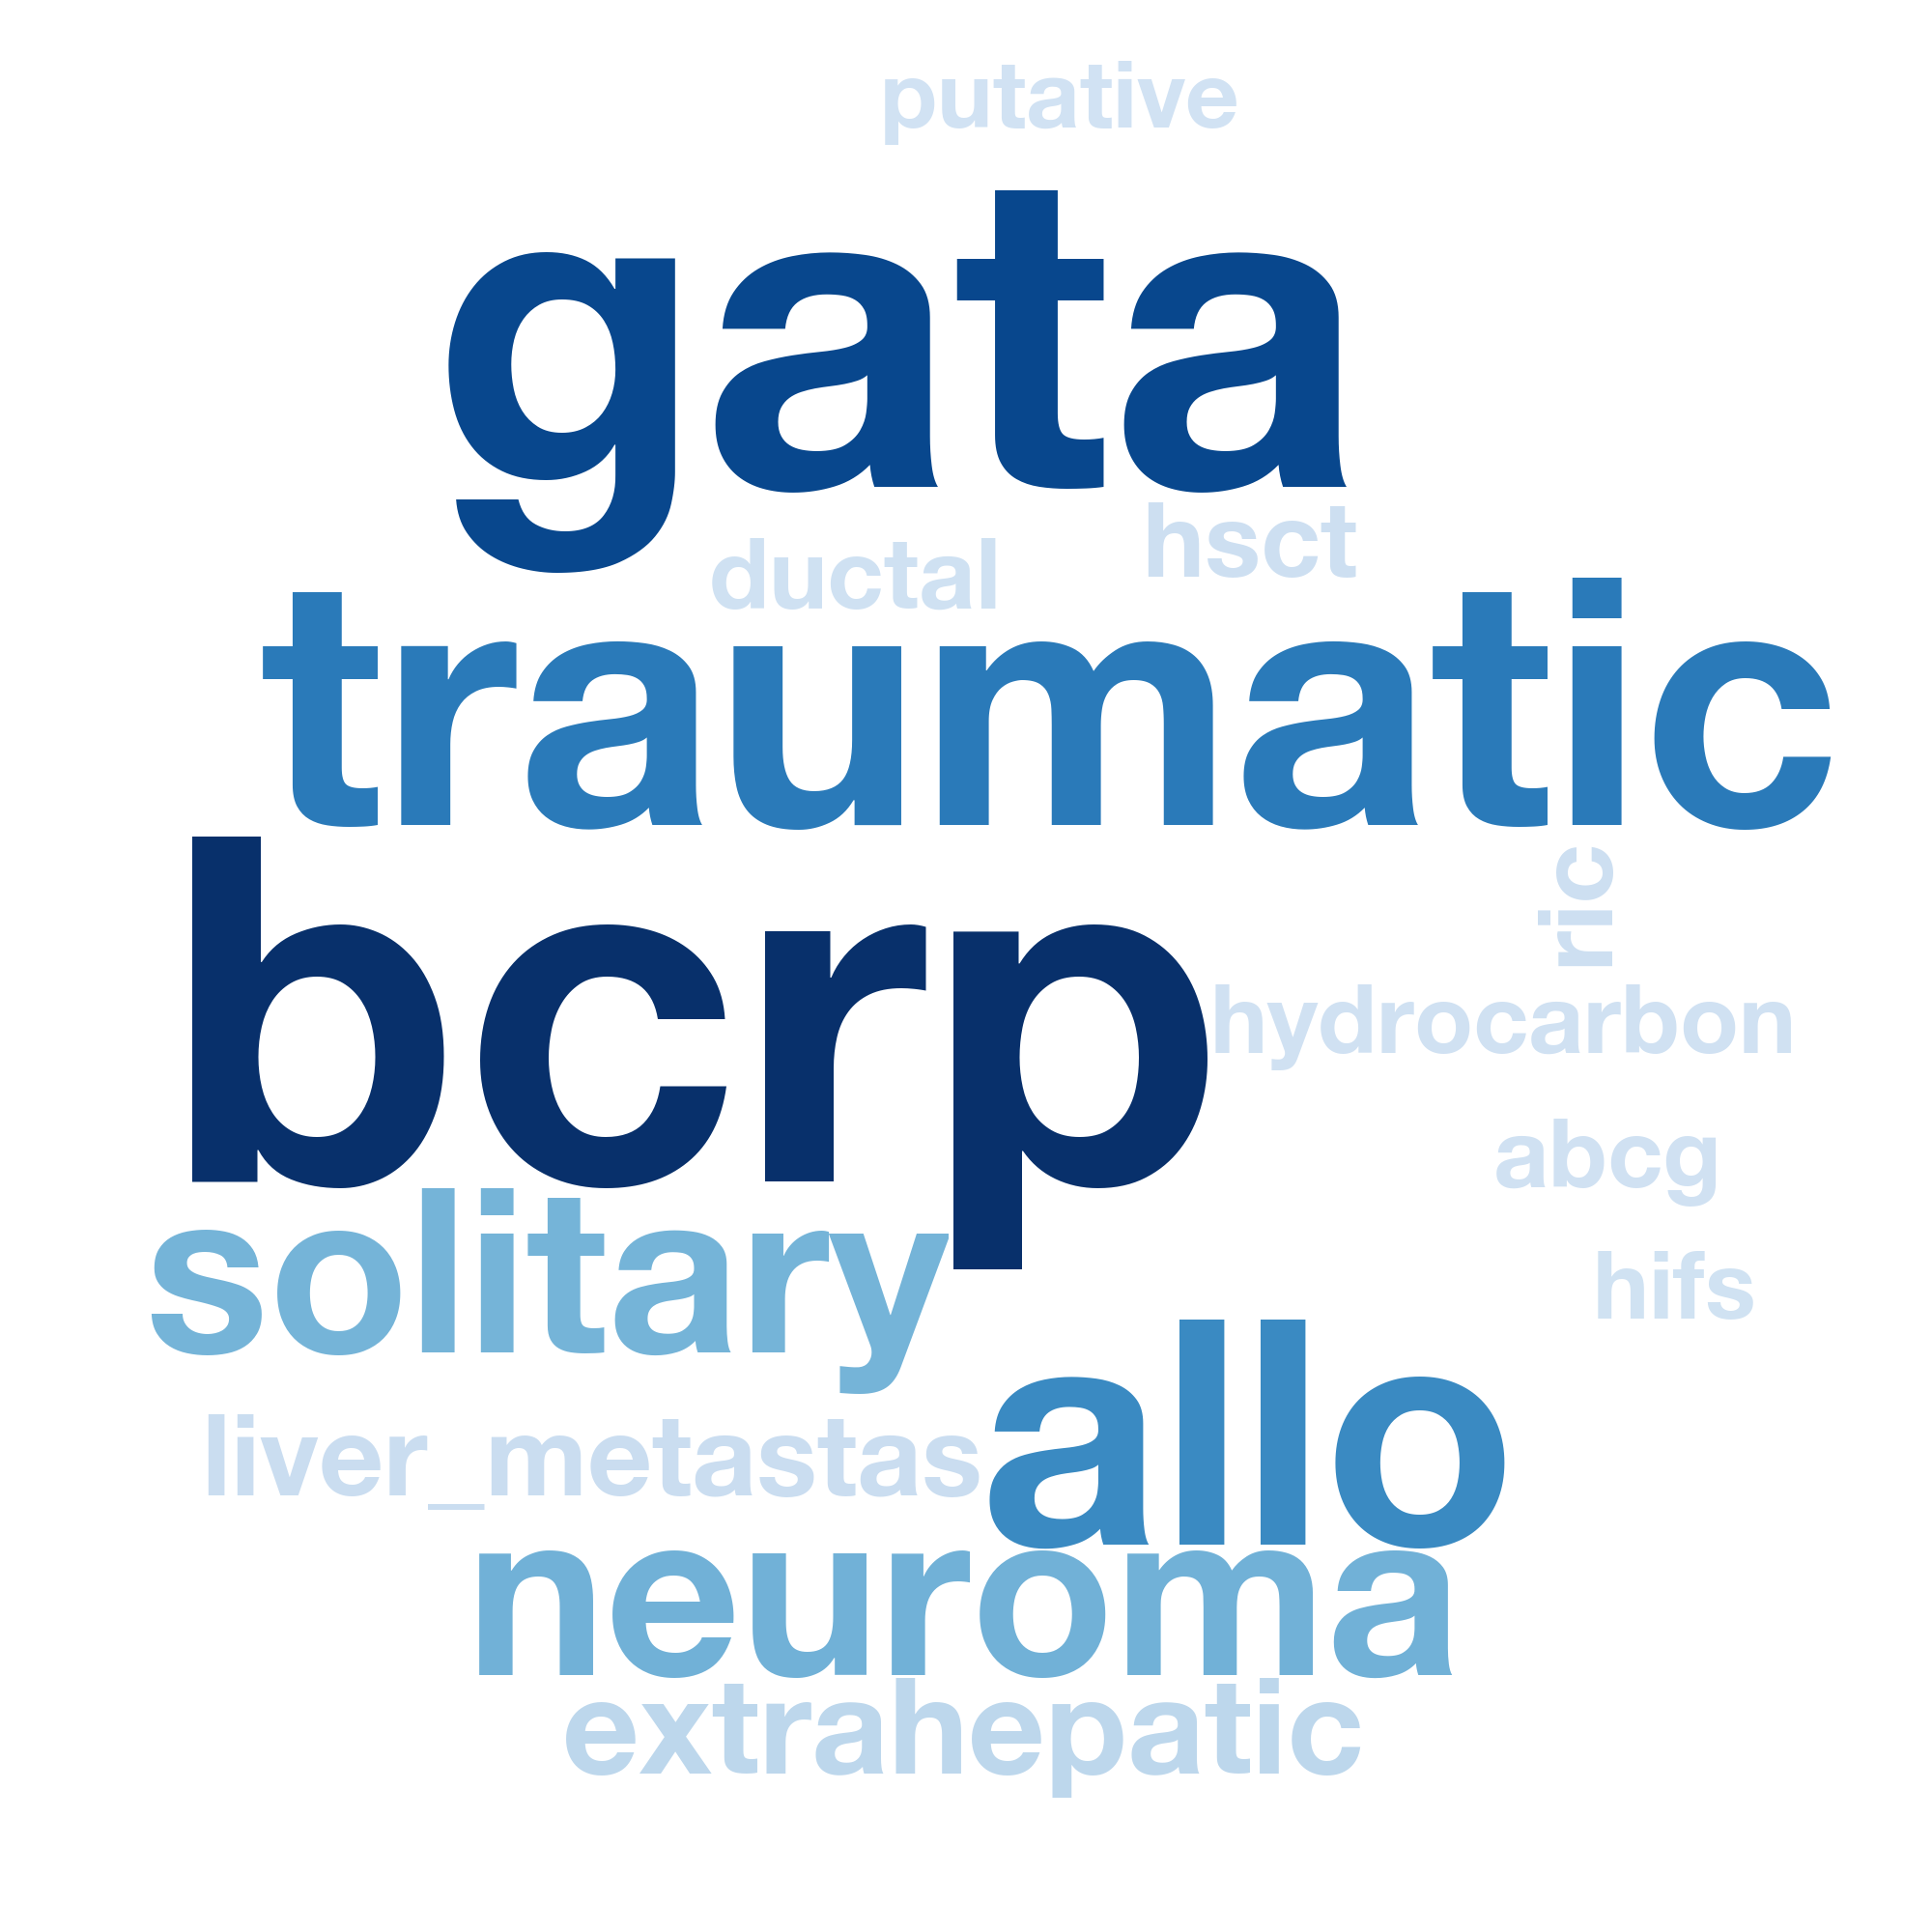 putative
gata
hsct
ductal
traumatic
ric
bcrp
hydrocarbon
abcg
solitary
hifs
allo
liver_metastas
neuroma
extrahepatic